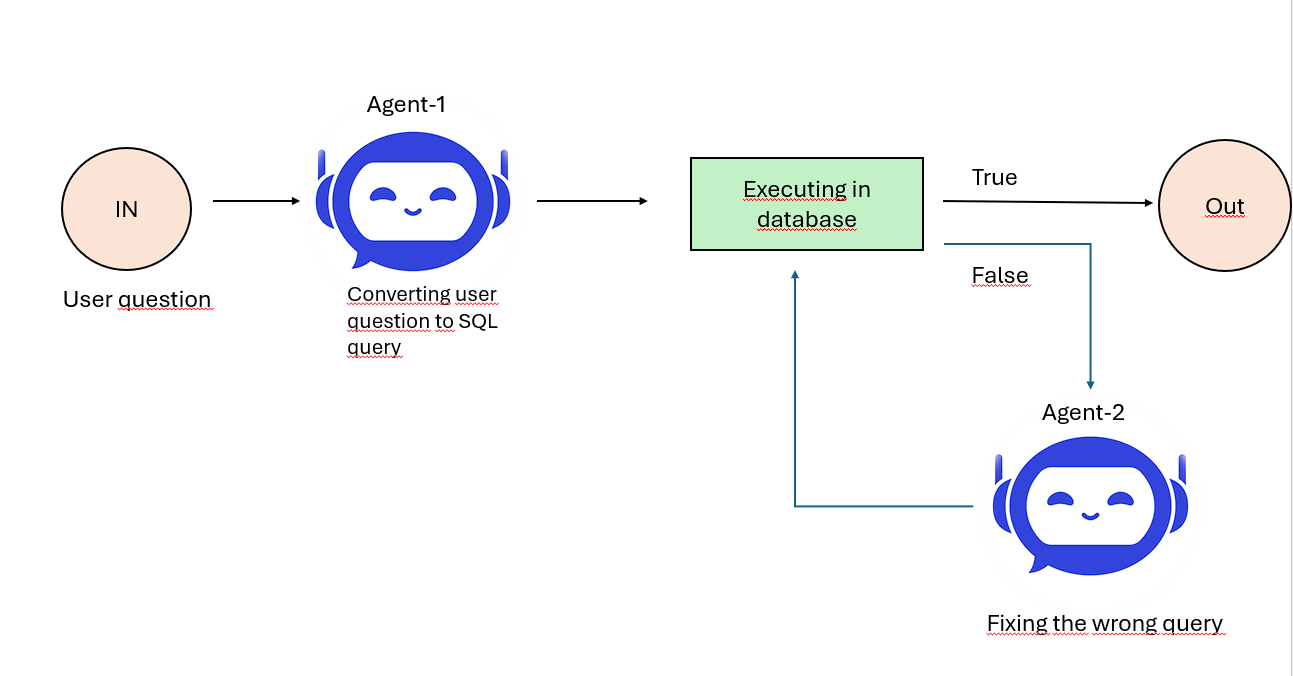 Agent-1
IN
User question
Converting user
question to SQL
query
Executing in
database
True
Out
False
Agent-2
Fixing the wrong query